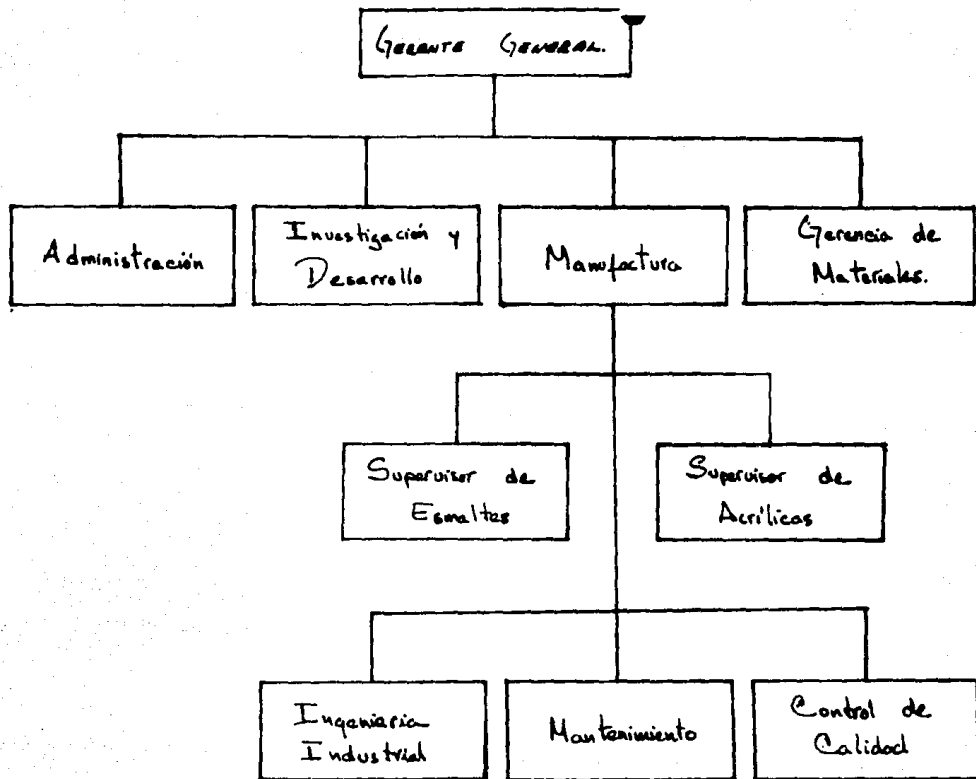 GERENTE GENERAL.
Administración
Investigación y
Desarrollo
Manufactura
Gerencia de
Materiales.
Supervisor de
Esmaltes
Supervisor de
Acrílicas
Ingeniería
Industrial
Mantenimiento
Control de
Calidad